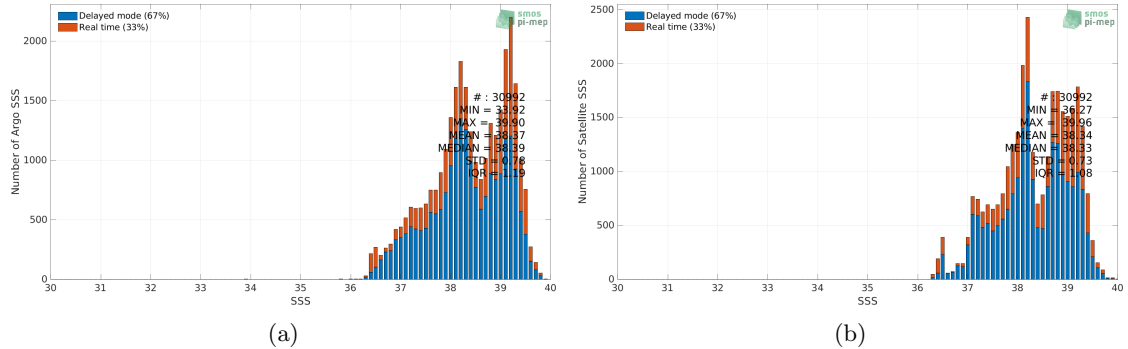 Delayed mode (67%)
Real time (33%)
smos
pi-mep
Number of Argo SSS
2000
1500
1000
500
0
# : 30992
MIN = 33.92
MAX = 39.90
MEAN = 38.37
MEDIAN = 38.39
STD = 0.78
IQR = 1.19
30 31 32 33 34 35 36 37 38 39 40
SSS
(a)
Delayed mode (67%)
Real time (33%)
smos
pi-mep
Number of Satellite SSS
2500
2000
1500
1000
500
0
# : 30992
MIN = 36.27
MAX = 39.96
MEAN = 38.34
MEDIAN = 38.33
STD = 0.73
IQR = 1.08
30 31 32 33 34 35 36 37 38 39 40
SSS
(b)